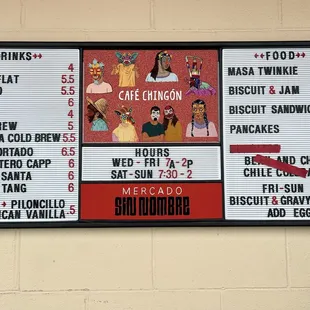 DRINKS
4
FLAT 5.5
5.5
6
4
REW 5
A COLD BREW 5.5
ORTADO 6.5
TERO CAPP 6
SANTA 6
TANG 6
+ PILONCILLO
CAN VANILLA .5
CAFÉ CHINGÓN
HOURS
WED - FRI 7A-2P
SAT-SUN 7:30-2
MERCADO
SIN NOMBRE
FOOD
MASA TWINKIE
BISCUIT & JAM
BISCUIT SANDWI
PANCAKES
AND CH
CHILE
FRI-SUN
BISCUIT & GRAVY
ADD EGG